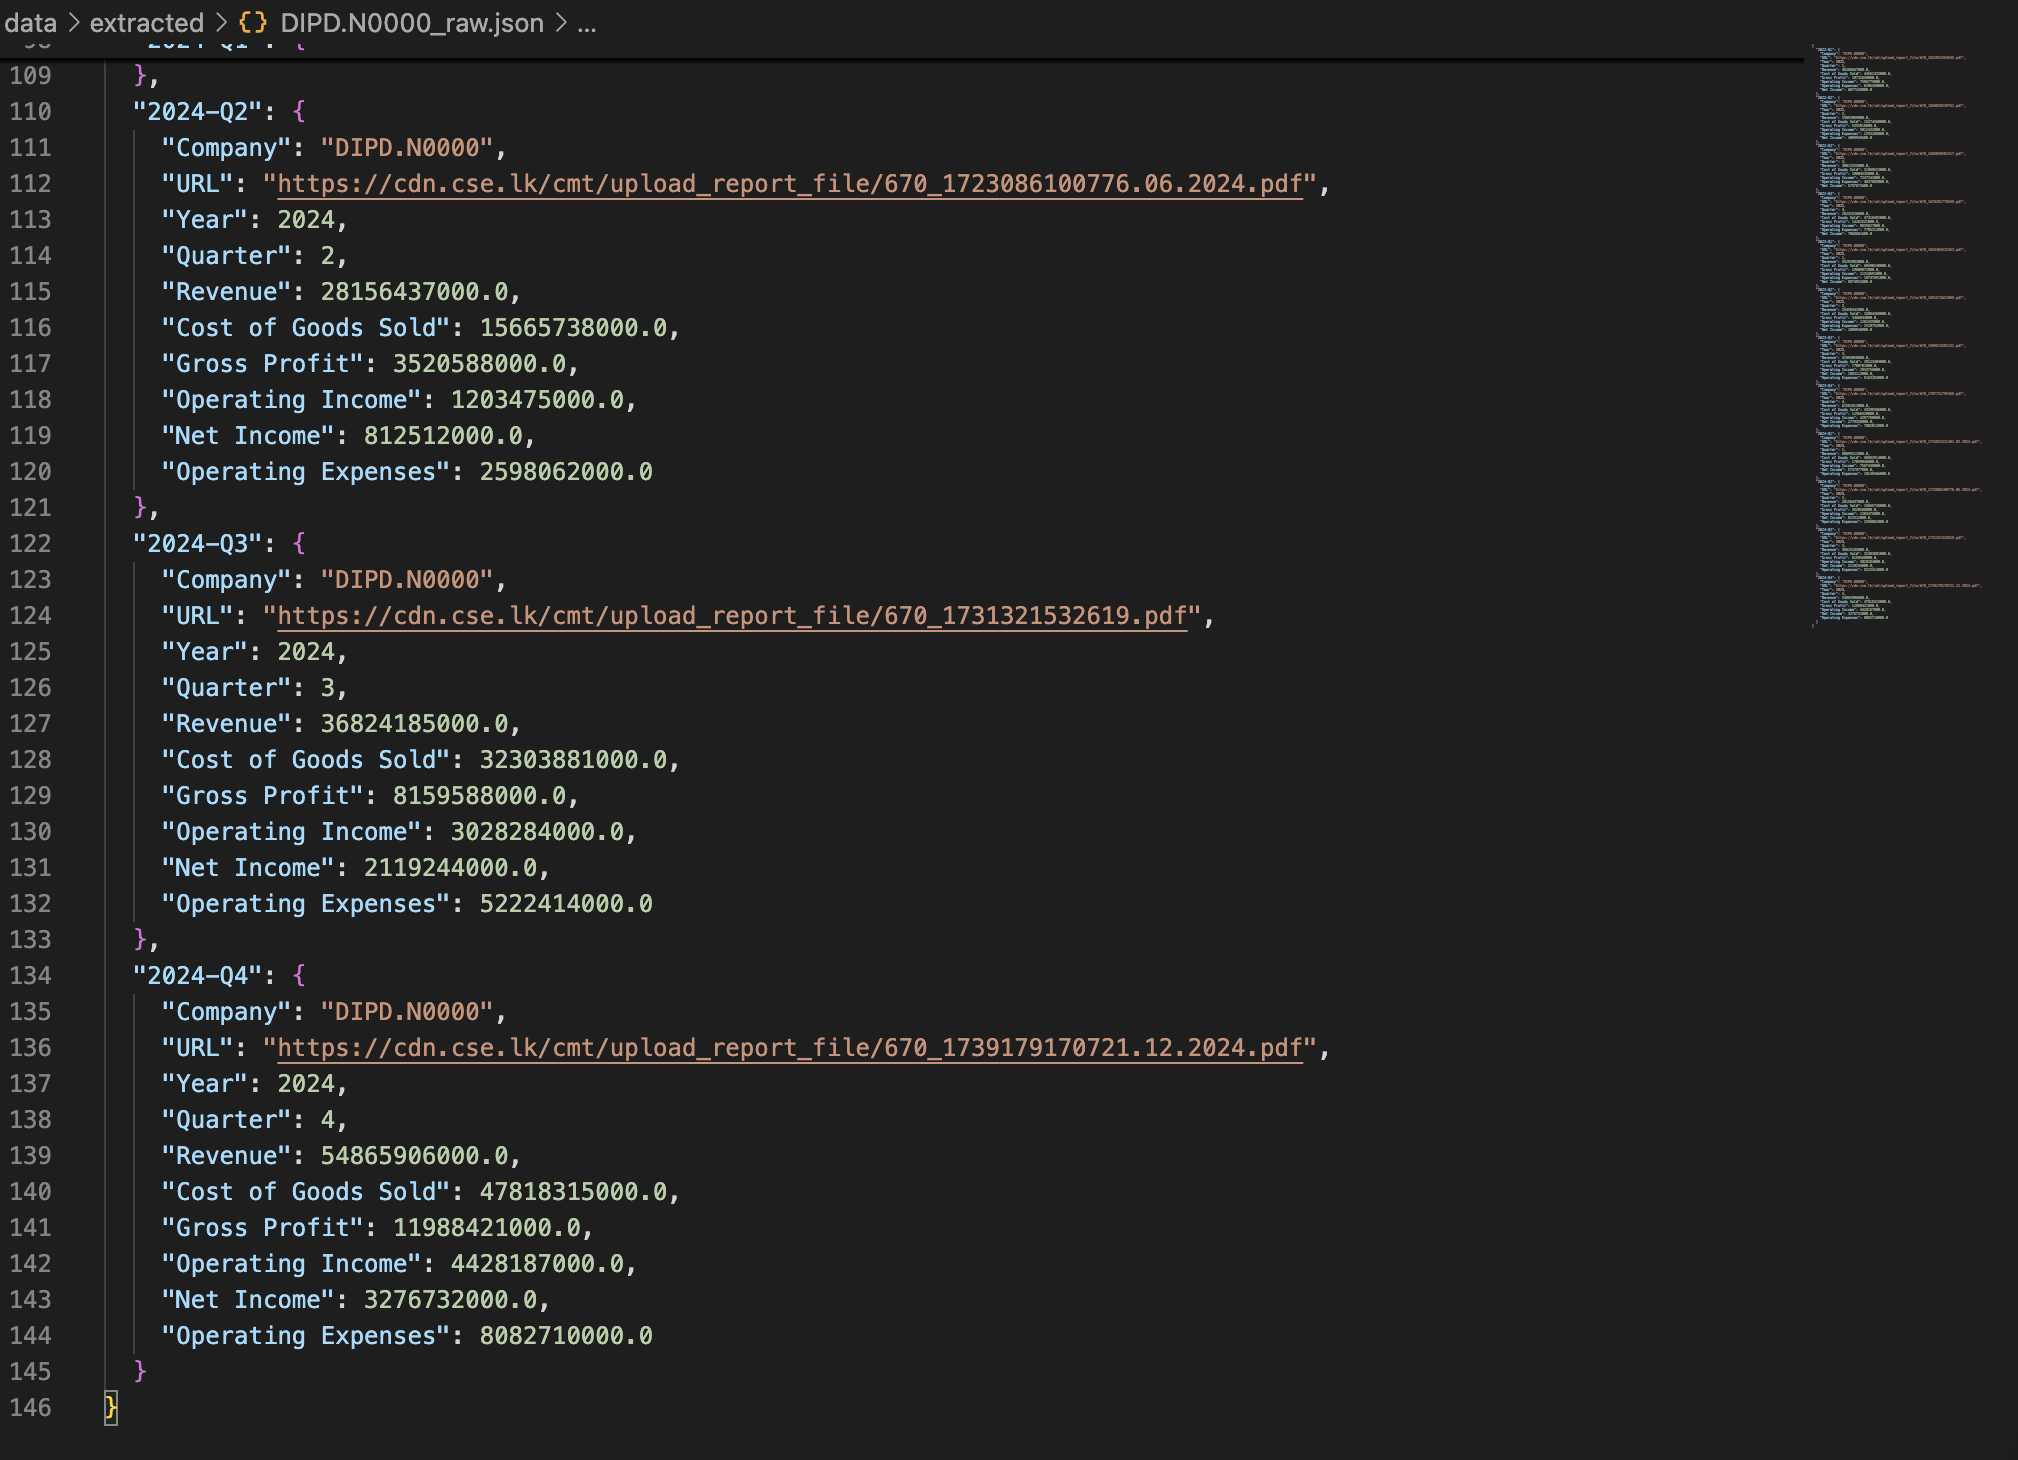 data > extracted > {} DIPD.N0000_raw.json > ...
98 "2024-Q1": {
109 },
110 "2024-Q2": {
111 "Company": "DIPD.N0000",
112 "URL": "https://cdn.cse.lk/cmt/upload_report_file/670_1723086100776.06.2024.pdf",
113 "Year": 2024,
114 "Quarter": 2,
115 "Revenue": 28156437000.0,
116 "Cost of Goods Sold": 15665738000.0,
117 "Gross Profit": 3520588000.0,
118 "Operating Income": 1203475000.0,
119 "Net Income": 812512000.0,
120 "Operating Expenses": 2598062000.0
121 },
122 "2024-Q3": {
123 "Company": "DIPD.N0000",
124 "URL": "https://cdn.cse.lk/cmt/upload_report_file/670_1731321532619.pdf",
125 "Year": 2024,
126 "Quarter": 3,
127 "Revenue": 36824185000.0,
128 "Cost of Goods Sold": 32303881000.0,
129 "Gross Profit": 8159588000.0,
130 "Operating Income": 3028284000.0,
131 "Net Income": 2119244000.0,
132 "Operating Expenses": 5222414000.0
133 },
134 "2024-Q4": {
135 "Company": "DIPD.N0000",
136 "URL": "https://cdn.cse.lk/cmt/upload_report_file/670_1739179170721.12.2024.pdf",
137 "Year": 2024,
138 "Quarter": 4,
139 "Revenue": 54865906000.0,
140 "Cost of Goods Sold": 47818315000.0,
141 "Gross Profit": 11988421000.0,
142 "Operating Income": 4428187000.0,
143 "Net Income": 3276732000.0,
144 "Operating Expenses": 8082710000.0
145 }
146 }